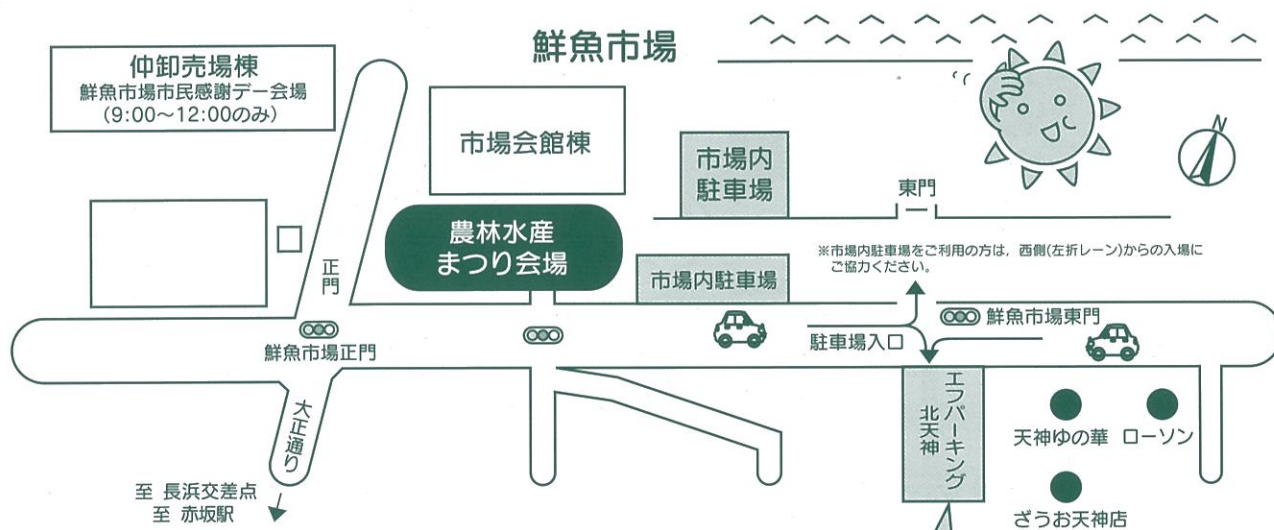 鮮魚市場
仲卸売場棟
鮮魚市場市民感謝デー会場
(9:00〜12:00のみ)
市場会館棟
市場内
駐車場
N
東門
農林水産
まつり会場
※市場内駐車場をご利用の方は，西側(左折レーン)からの入場に
ご協力ください。
正門
市場内駐車場
鮮魚市場正門
駐車場入口
鮮魚市場東門
大正通り
エフパーキング
北天神
天神ゆの華
ローソン
至 長浜交差点
至 赤坂駅
ざうお天神店